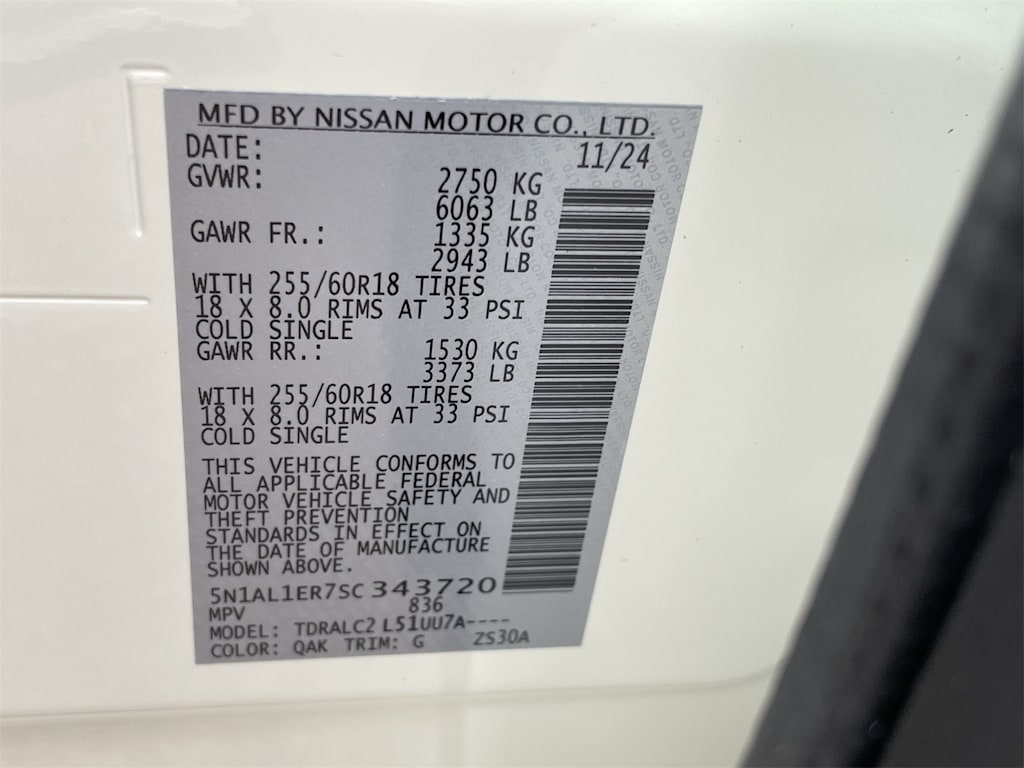 MFD BY NISSAN MOTOR CO., LTD.
DATE: 11/24
GVWR: 2750 KG
6063 LB
GAWR FR.: 1335 KG
2943 LB
WITH 255/60R18 TIRES
18 X 8.0 RIMS AT 33 PSI
COLD SINGLE
GAWR RR.: 1530 KG
3373 LB
WITH 255/60R18 TIRES
18 X 8.0 RIMS AT 33 PSI
COLD SINGLE
THIS VEHICLE CONFORMS TO
ALL APPLICABLE FEDERAL
MOTOR VEHICLE SAFETY AND
THEFT PREVENTION
STANDARDS IN EFFECT ON
THE DATE OF MANUFACTURE
SHOWN ABOVE.
5N1AL1ER7SC 343720
MPV 836
MODEL: TDRALC2 L51UU7A----
COLOR: QAK TRIM: G ZS30A